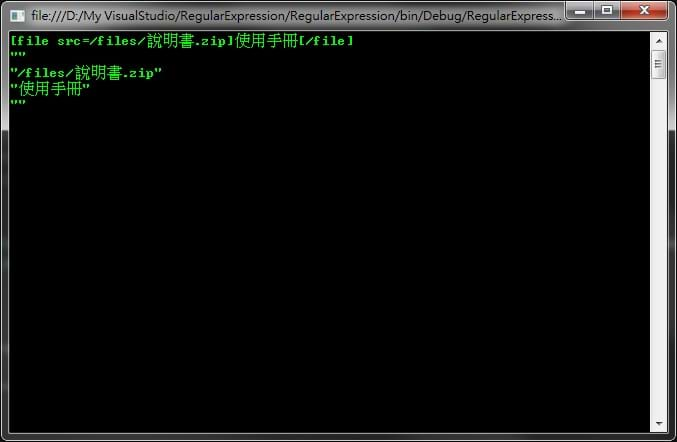 file:///D:/My VisualStudio/RegularExpression/RegularExpression/bin/Debug/RegularExpress...
[file src=/files/說明書.zip]使用手冊[/file]
""
"/files/說明書.zip"
"使用手冊"
""